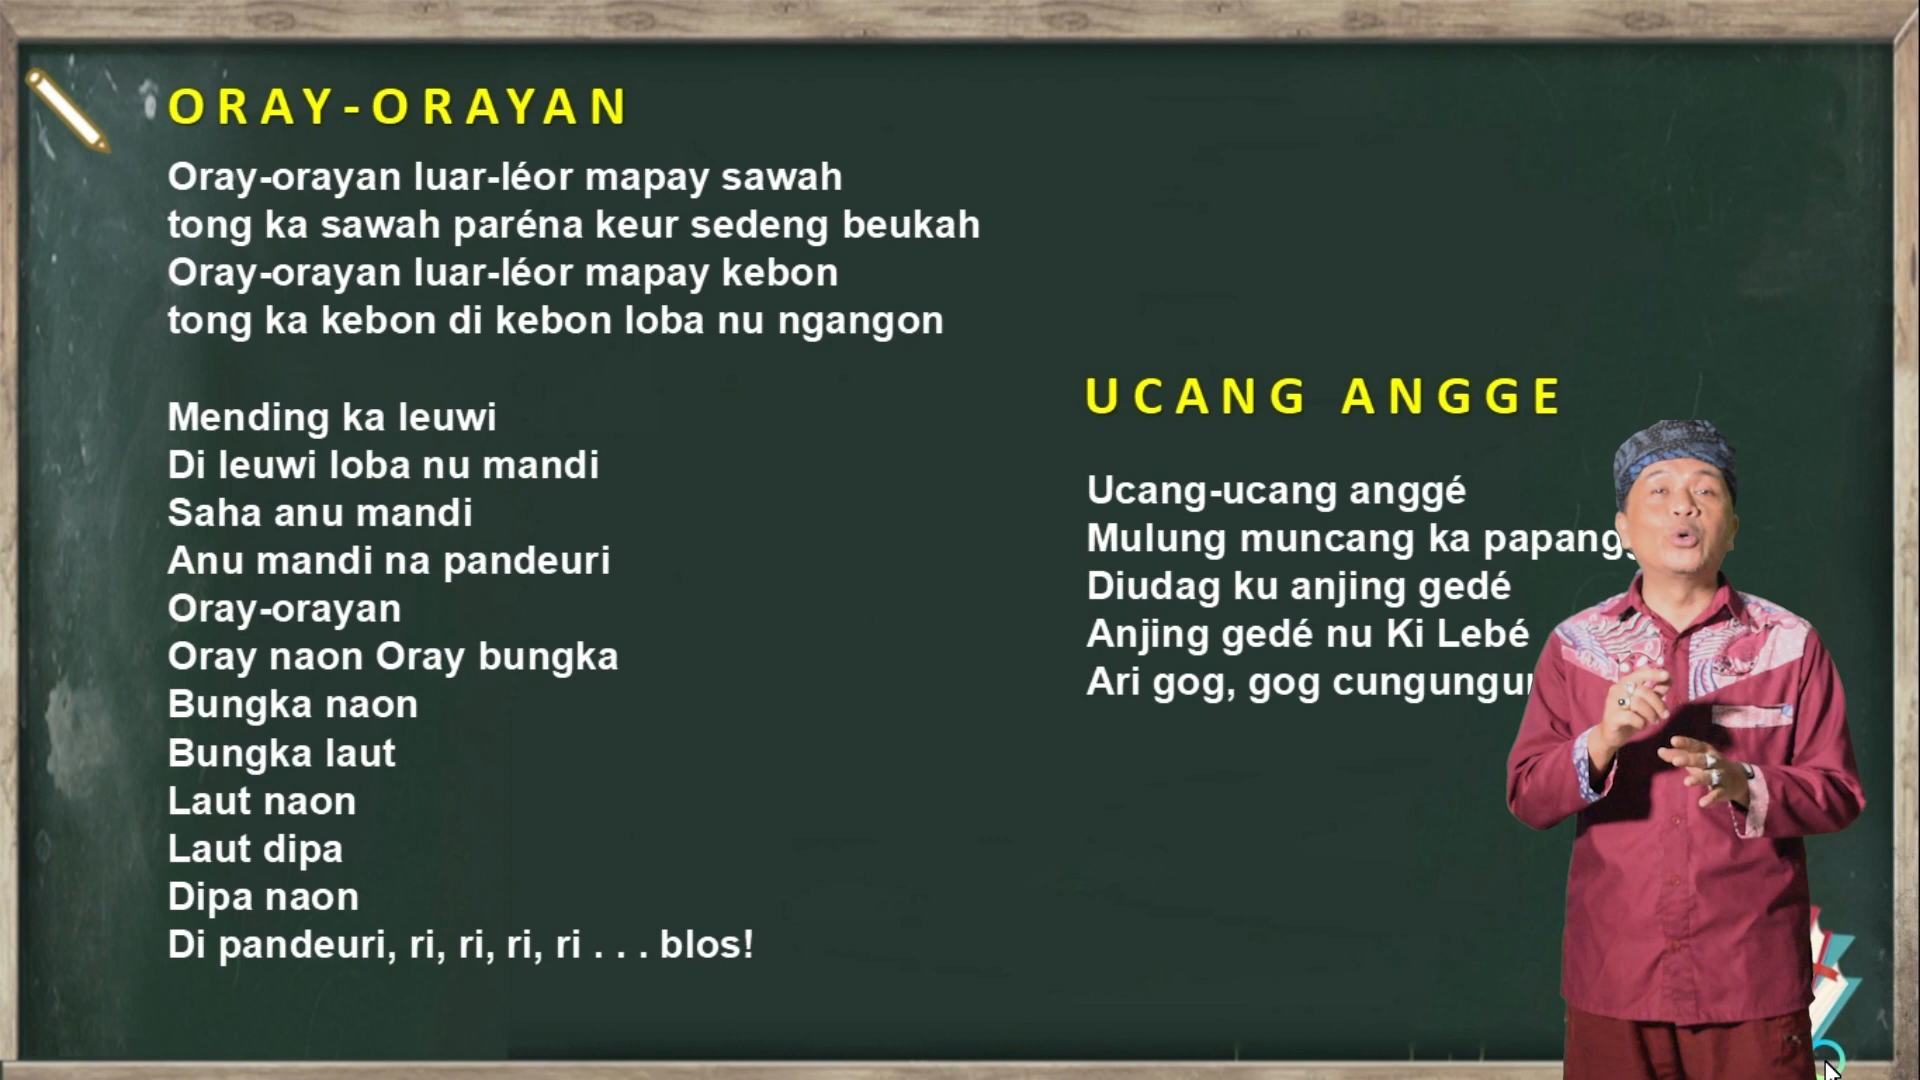 ORAY-ORAYAN
Oray-orayan luar-léor mapay sawah
tong ka sawah paréna keur sedeng beukah
Oray-orayan luar-léor mapay kebon
tong ka kebon di kebon loba nu ngangon
Mending ka leuwi
Di leuwi loba nu mandi
Saha anu mandi
Anu mandi na pandeuri
Oray-orayan
Oray naon Oray bungka
Bungka naon
Bungka laut
Laut naon
Laut dipa
Dipa naon
Di pandeuri, ri, ri, ri, ri . . . blos!
UCANG ANGGE
Ucang-ucang anggé
Mulung muncang ka
Diudag ku anjing gedé
Anjing gedé nu Ki Lebé
Ari gog, gog